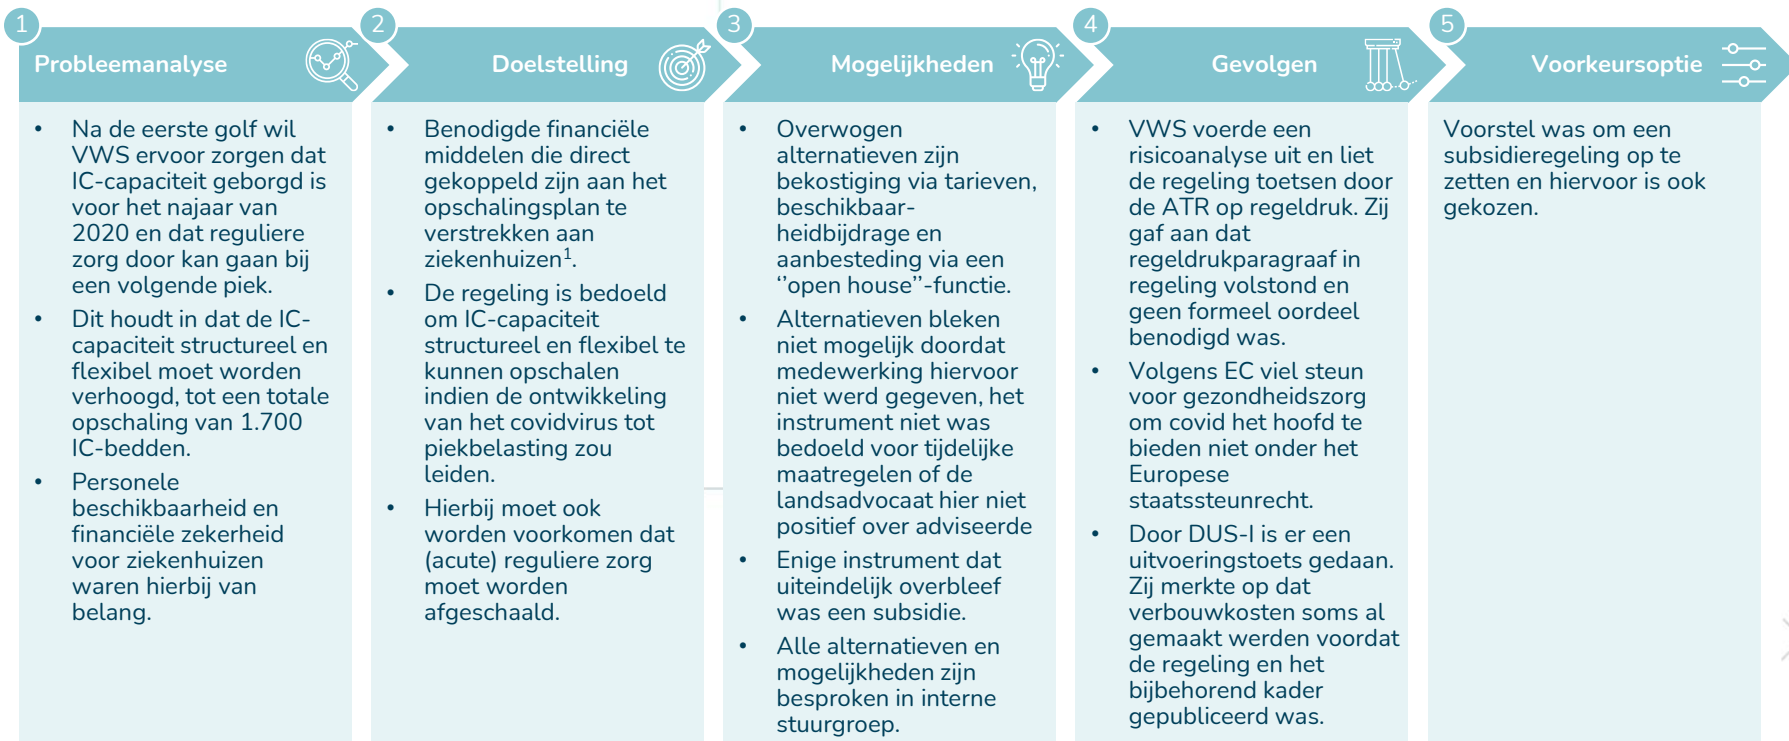 1
Probleemanalyse
• Na de eerste golf wil
VWS ervoor zorgen dat
IC-capaciteit geborgd is
voor het najaar van
2020 en dat reguliere
zorg door kan gaan bij
een volgende piek.
• Dit houdt in dat de IC-
capaciteit structureel en
flexibel moet worden
verhoogd, tot een totale
opschaling van 1.700
IC-bedden.
• Personele
beschikbaarheid en
financiële zekerheid
voor ziekenhuizen
waren hierbij van
belang.
2
Doelstelling
• Benodigde financiële
middelen die direct
gekoppeld zijn aan het
opschalingsplan te
verstrekken aan
ziekenhuizen¹.
• De regeling is bedoeld
om IC-capaciteit
structureel en flexibel te
kunnen opschalen
indien de ontwikkeling
van het covidvirus tot
piekbelasting zou
leiden.
• Hierbij moet ook
worden voorkomen dat
(acute) reguliere zorg
moet worden
afgeschaald.
3
Mogelijkheden
• Overwogen
alternatieven zijn
bekostiging via tarieven,
beschikbaar-
heidbijdrage en
aanbesteding via een
‘’open house’’-functie.
• Alternatieven bleken
niet mogelijk doordat
medewerking hiervoor
niet werd gegeven, het
instrument niet was
bedoeld voor tijdelijke
maatregelen of de
landsadvocaat hier niet
positief over adviseerde
• Enige instrument dat
uiteindelijk overbleef
was een subsidie.
• Alle alternatieven en
mogelijkheden zijn
besproken in interne
stuurgroep.
4
Gevolgen
• VWS voerde een
risicoanalyse uit en liet
de regeling toetsen door
de ATR op regeldruk. Zij
gaf aan dat
regeldrukparagraaf in
regeling volstond en
geen formeel oordeel
benodigd was.
• Volgens EC viel steun
voor gezondheidszorg
om covid het hoofd te
bieden niet onder het
Europese
staatssteunrecht.
• Door DUS-I is er een
uitvoeringstoets gedaan.
Zij merkte op dat
verbouwkosten soms al
gemaakt werden voordat
de regeling en het
bijbehorend kader
gepubliceerd was.
5
Voorkeursoptie
Voorstel was om een
subsidieregeling op te
zetten en hiervoor is ook
gekozen.